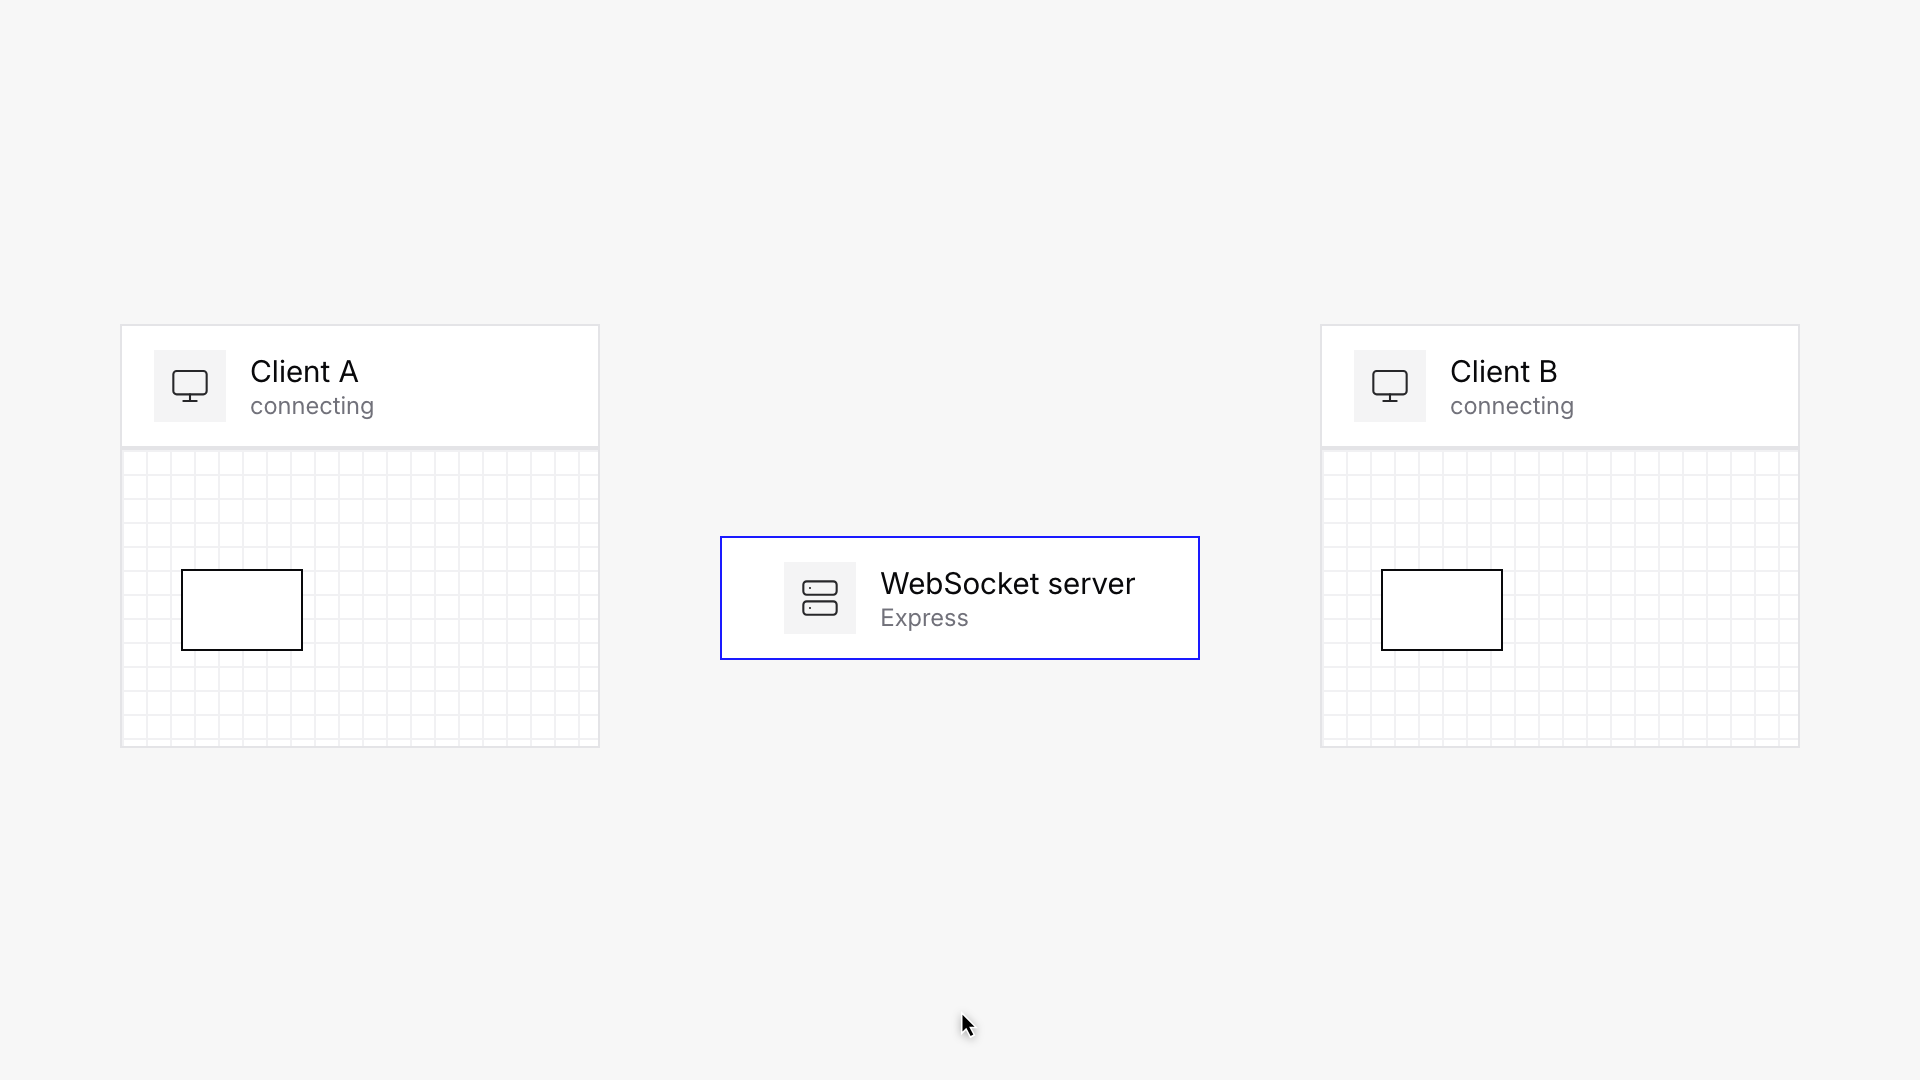 Client A
connecting
WebSocket server
Express
Client B
connecting